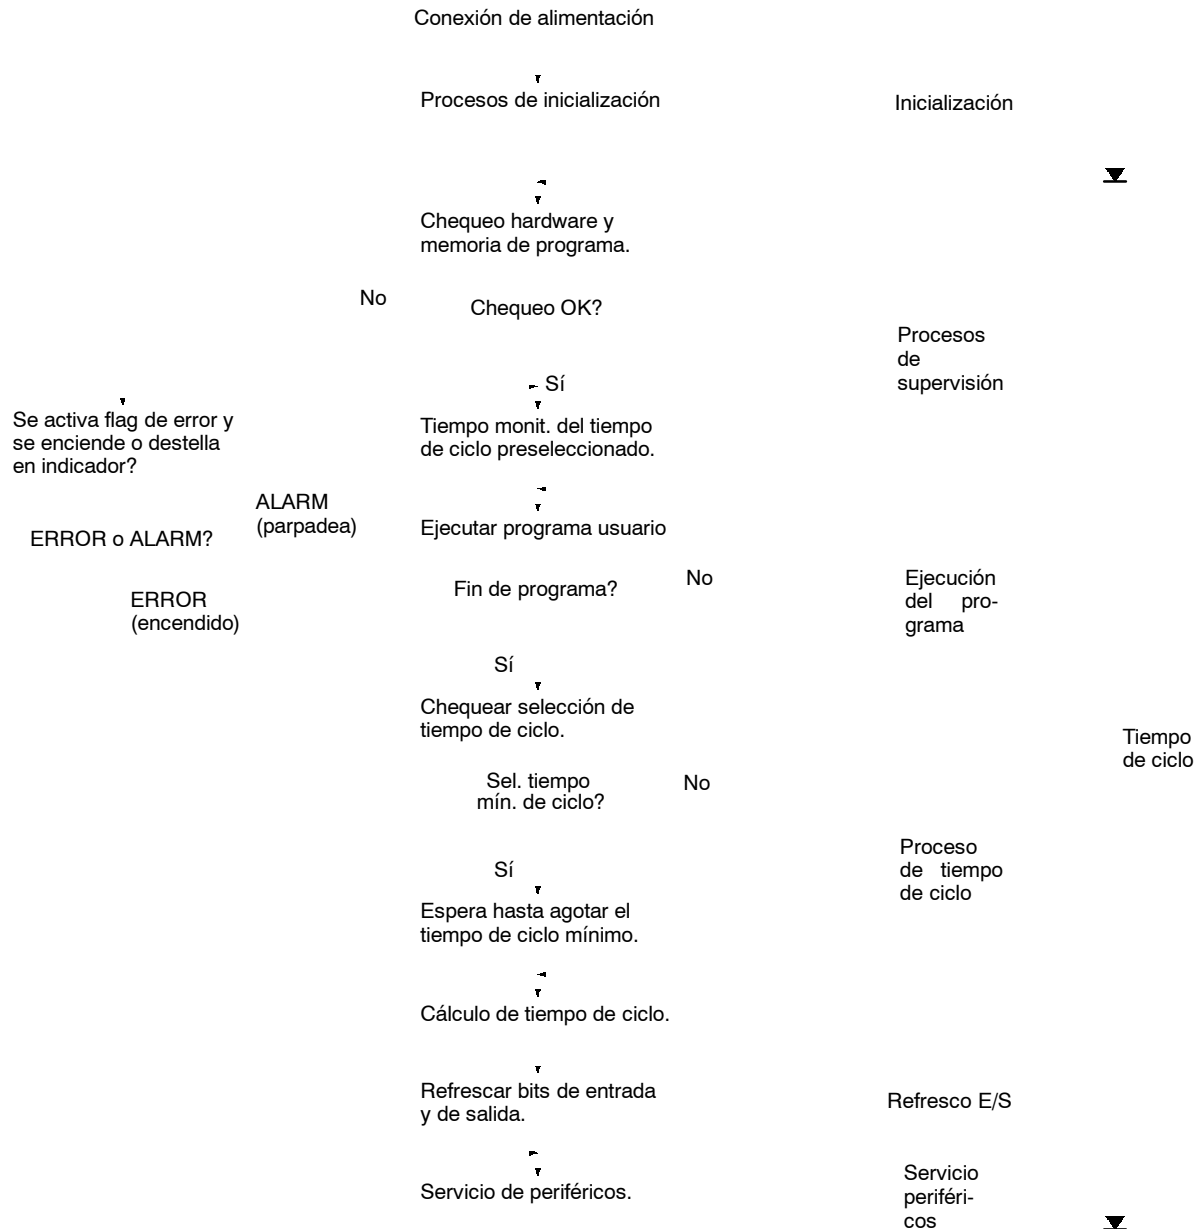 Conexión de alimentación
Procesos de inicialización
Inicialización
Chequeo hardware y
memoria de programa.
No
Chequeo OK?
Procesos
de
supervisión
Sí
Se activa flag de error y
se enciende o destella
en indicador?
Tiempo monit. del tiempo
de ciclo preseleccionado.
ALARM
(parpadea)
ERROR o ALARM?
Ejecutar programa usuario
Fin de programa?
No
Ejecución
del pro-
grama
ERROR
(encendido)
Sí
Chequear selección de
tiempo de ciclo.
Tiempo
de ciclo
Sel. tiempo
mín. de ciclo?
No
Proceso
de tiempo
de ciclo
Sí
Espera hasta agotar el
tiempo de ciclo mínimo.
Cálculo de tiempo de ciclo.
Refrescar bits de entrada
y de salida.
Refresco E/S
Servicio de periféricos.
Servicio
periféri-
cos